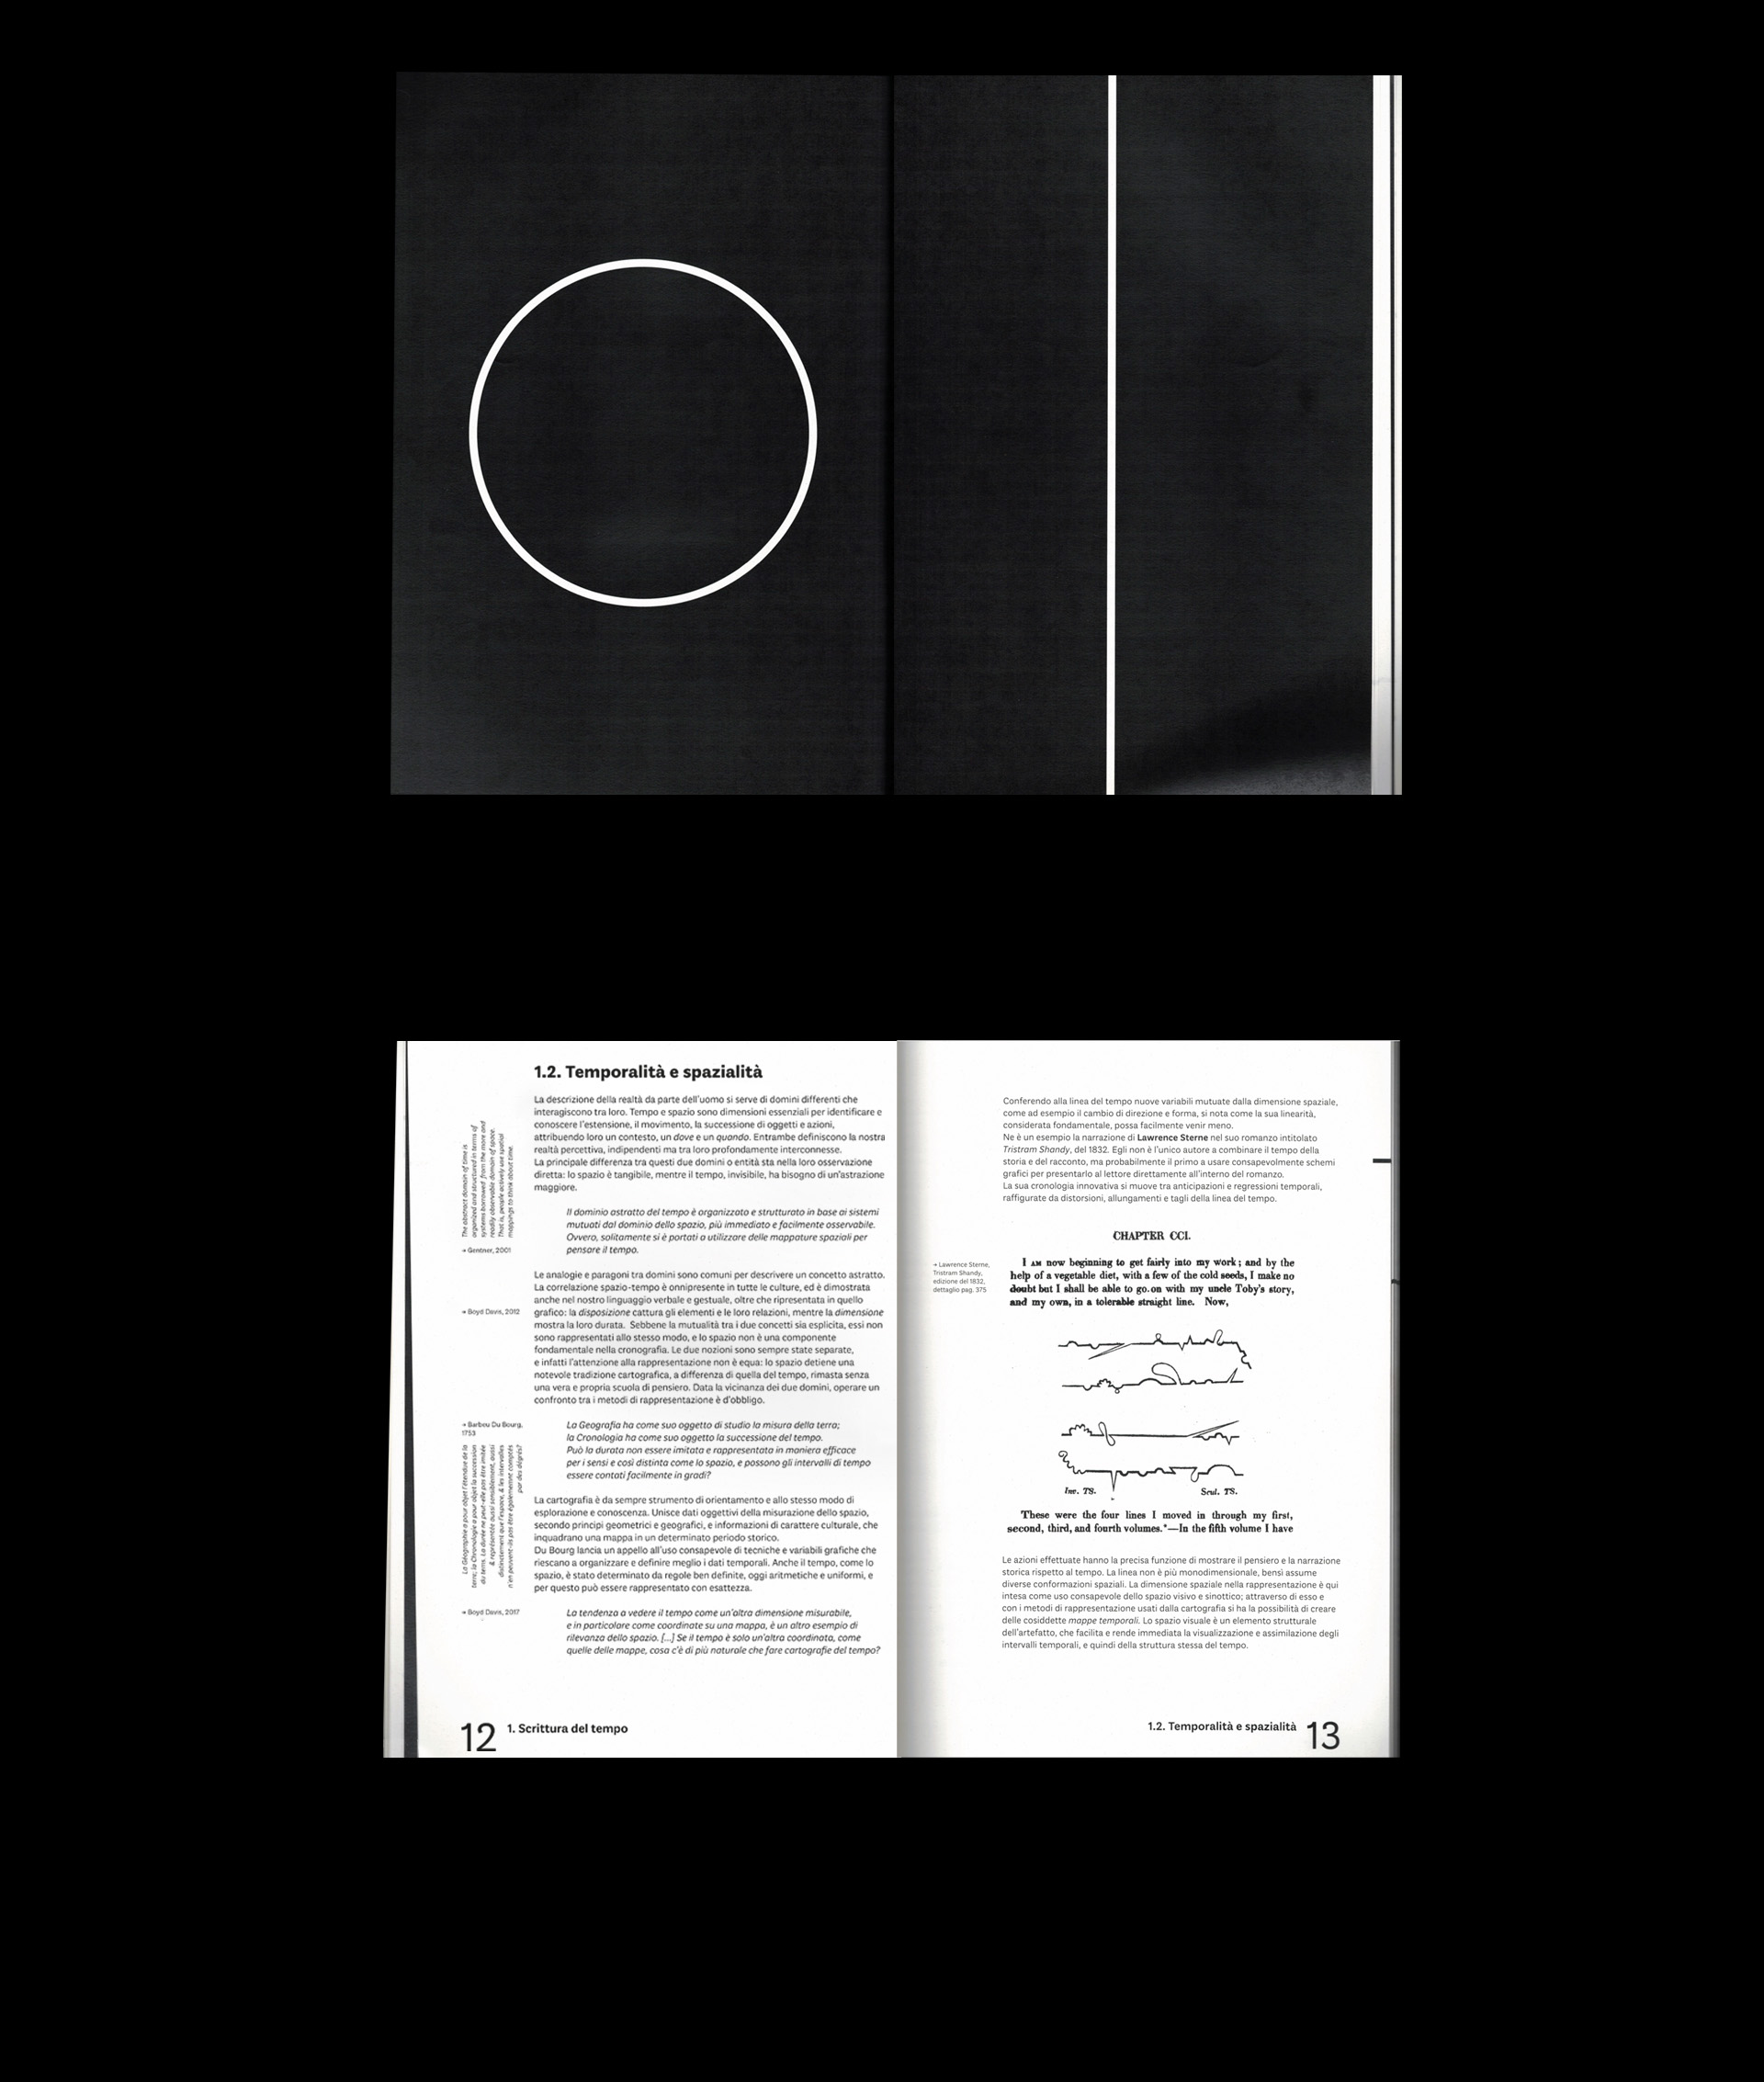 1.2. Temporalità e spazialità
La descrizione della realtà da parte dell'uomo si serve di domini differenti che
interagiscono tra loro. Tempo e spazio sono dimensioni essenziali per identificare e
conoscere l'estensione, il movimento, la successione di oggetti e azioni,
attribuendo loro un contesto, un dove e un quando. Entrambe definiscono la nostra
realtà percettiva, indipendenti ma tra loro profondamente interconnesse.
La principale differenza tra questi due domini o entità sta nella loro osservazione
diretta: lo spazio è tangibile, mentre il tempo, invisibile, ha bisogno di un'astrazione
maggiore.
The abstract domain of time is
organized and structured in terms of
systems borrowed from the more and
readily observable domain of space.
That is, people actively use spatial
mappings to think about time.
→ Gentner, 2001
Il dominio astratto del tempo è organizzato e strutturato in base ai sistemi
mutuati dal dominio dello spazio, più immediato e facilmente osservabile.
Ovvero, solitamente si è portati a utilizzare delle mappature spaziali per
pensare il tempo.
Le analogie e paragoni tra domini sono comuni per descrivere un concetto astratto.
La correlazione spazio-tempo è onnipresente in tutte le culture, ed è dimostrata
anche nel nostro linguaggio verbale e gestuale, oltre che ripresentata in quello
→ Boyd Davis, 2012
grafico: la disposizione cattura gli elementi e le loro relazioni, mentre la dimensione
mostra la loro durata. Sebbene la mutualità tra i due concetti sia esplicita, essi non
sono rappresentati allo stesso modo, e lo spazio non è una componente
fondamentale nella cronografia. Le due nozioni sono sempre state separate,
e infatti l'attenzione alla rappresentazione non è equa: lo spazio detiene una
notevole tradizione cartografica, a differenza di quella del tempo, rimasta senza
una vera e propria scuola di pensiero. Data la vicinanza dei due domini, operare un
confronto tra i metodi di rappresentazione è d'obbligo.
→ Barbeu Du Bourg,
1753
La Géographie a pour objet l'étendue de la
terre; la Chronologie a pour objet la succession
du tems. La durée ne peut-elle pas être imitée
& représentée aussi sensiblement, aussi
distinctement que l'espace, & les intervalles
n'en peuvent-ils pas être également comptés
par des dégrés?
La Geografia ha come suo oggetto di studio la misura della terra;
la Cronologia ha come suo oggetto la successione del tempo.
Può la durata non essere imitata e rappresentata in maniera efficace
per i sensi e così distinta come lo spazio, e possono gli intervalli di tempo
essere contati facilmente in gradi?
La cartografia è da sempre strumento di orientamento e allo stesso modo di
esplorazione e conoscenza. Unisce dati oggettivi della misurazione dello spazio,
secondo principi geometrici e geografici, e informazioni di carattere culturale, che
inquadrano una mappa in un determinato periodo storico.
Du Bourg lancia un appello all'uso consapevole di tecniche e variabili grafiche che
riescano a organizzare e definire meglio i dati temporali. Anche il tempo, come lo
spazio, è stato determinato da regole ben definite, oggi aritmetiche e uniformi, e
per questo può essere rappresentato con esattezza.
→ Boyd Davis, 2017
La tendenza a vedere il tempo come un'altra dimensione misurabile,
e in particolare come coordinate su una mappa, è un altro esempio di
rilevanza dello spazio. [...] Se il tempo è solo un'altra coordinata, come
quelle delle mappe, cosa c'è di più naturale che fare cartografie del tempo?
12 1. Scrittura del tempo
Conferendo alla linea del tempo nuove variabili mutuate dalla dimensione spaziale,
come ad esempio il cambio di direzione e forma, si nota come la sua linearità,
considerata fondamentale, possa facilmente venir meno.
Ne è un esempio la narrazione di Lawrence Sterne nel suo romanzo intitolato
Tristram Shandy, del 1832. Egli non è l'unico autore a combinare il tempo della
storia e del racconto, ma probabilmente il primo a usare consapevolmente schemi
grafici per presentarlo al lettore direttamente all'interno del romanzo.
La sua cronologia innovativa si muove tra anticipazioni e regressioni temporali,
raffigurate da distorsioni, allungamenti e tagli della linea del tempo.
→ Lawrence Sterne,
Tristram Shandy,
edizione del 1832,
dettaglio pag. 375
CHAPTER CCI.
I AM now beginning to get fairly into my work; and by the
help of a vegetable diet, with a few of the cold seeds, I make no
doubt but I shall be able to go on with my uncle Toby's story,
and my own, in a tolerable straight line. Now,
Inv. TS. Scul. TS.
These were the four lines I moved in through my first,
second, third, and fourth volumes.*—In the fifth volume I have
Le azioni effettuate hanno la precisa funzione di mostrare il pensiero e la narrazione
storica rispetto al tempo. La linea non è più monodimensionale, bensì assume
diverse conformazioni spaziali. La dimensione spaziale nella rappresentazione è qui
intesa come uso consapevole dello spazio visivo e sinottico; attraverso di esso e
con i metodi di rappresentazione usati dalla cartografia si ha la possibilità di creare
delle cosiddette mappe temporali. Lo spazio visuale è un elemento strutturale
dell'artefatto, che facilita e rende immediata la visualizzazione e assimilazione degli
intervalli temporali, e quindi della struttura stessa del tempo.
1.2. Temporalità e spazialità 13